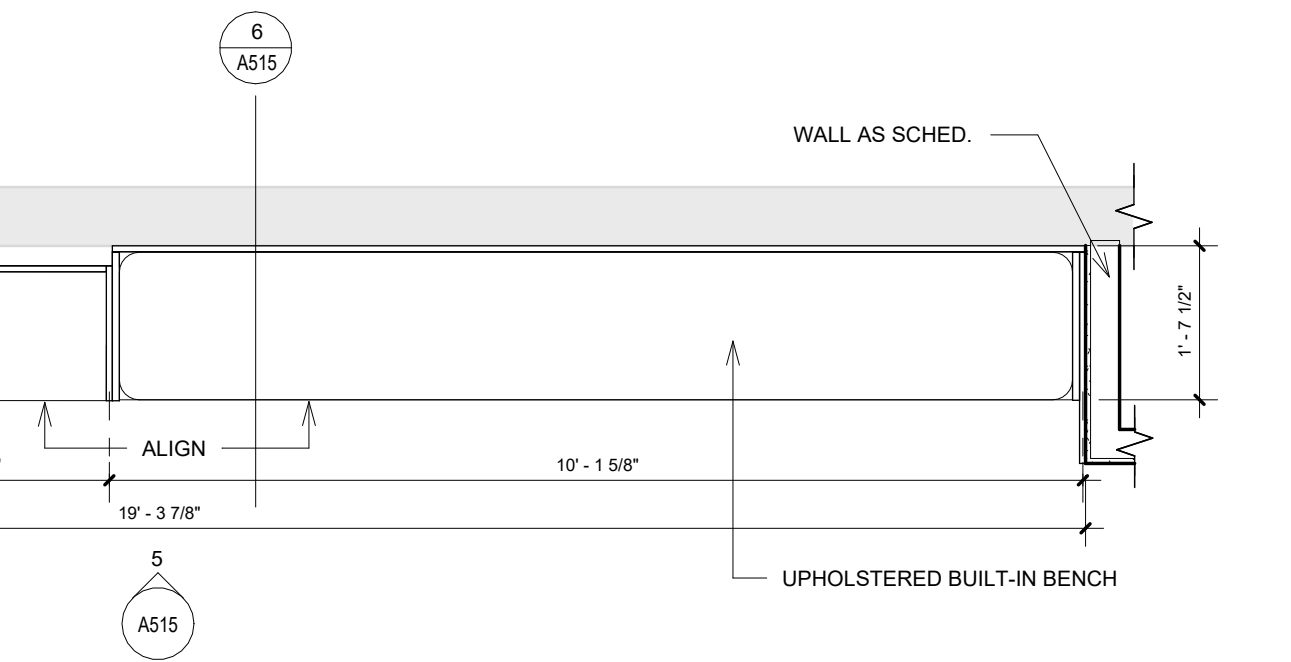 6
A515
WALL AS SCHED.
1' - 7 1/2"
ALIGN
10' - 1 5/8"
19' - 3 7/8"
5
A515
UPHOLSTERED BUILT-IN BENCH